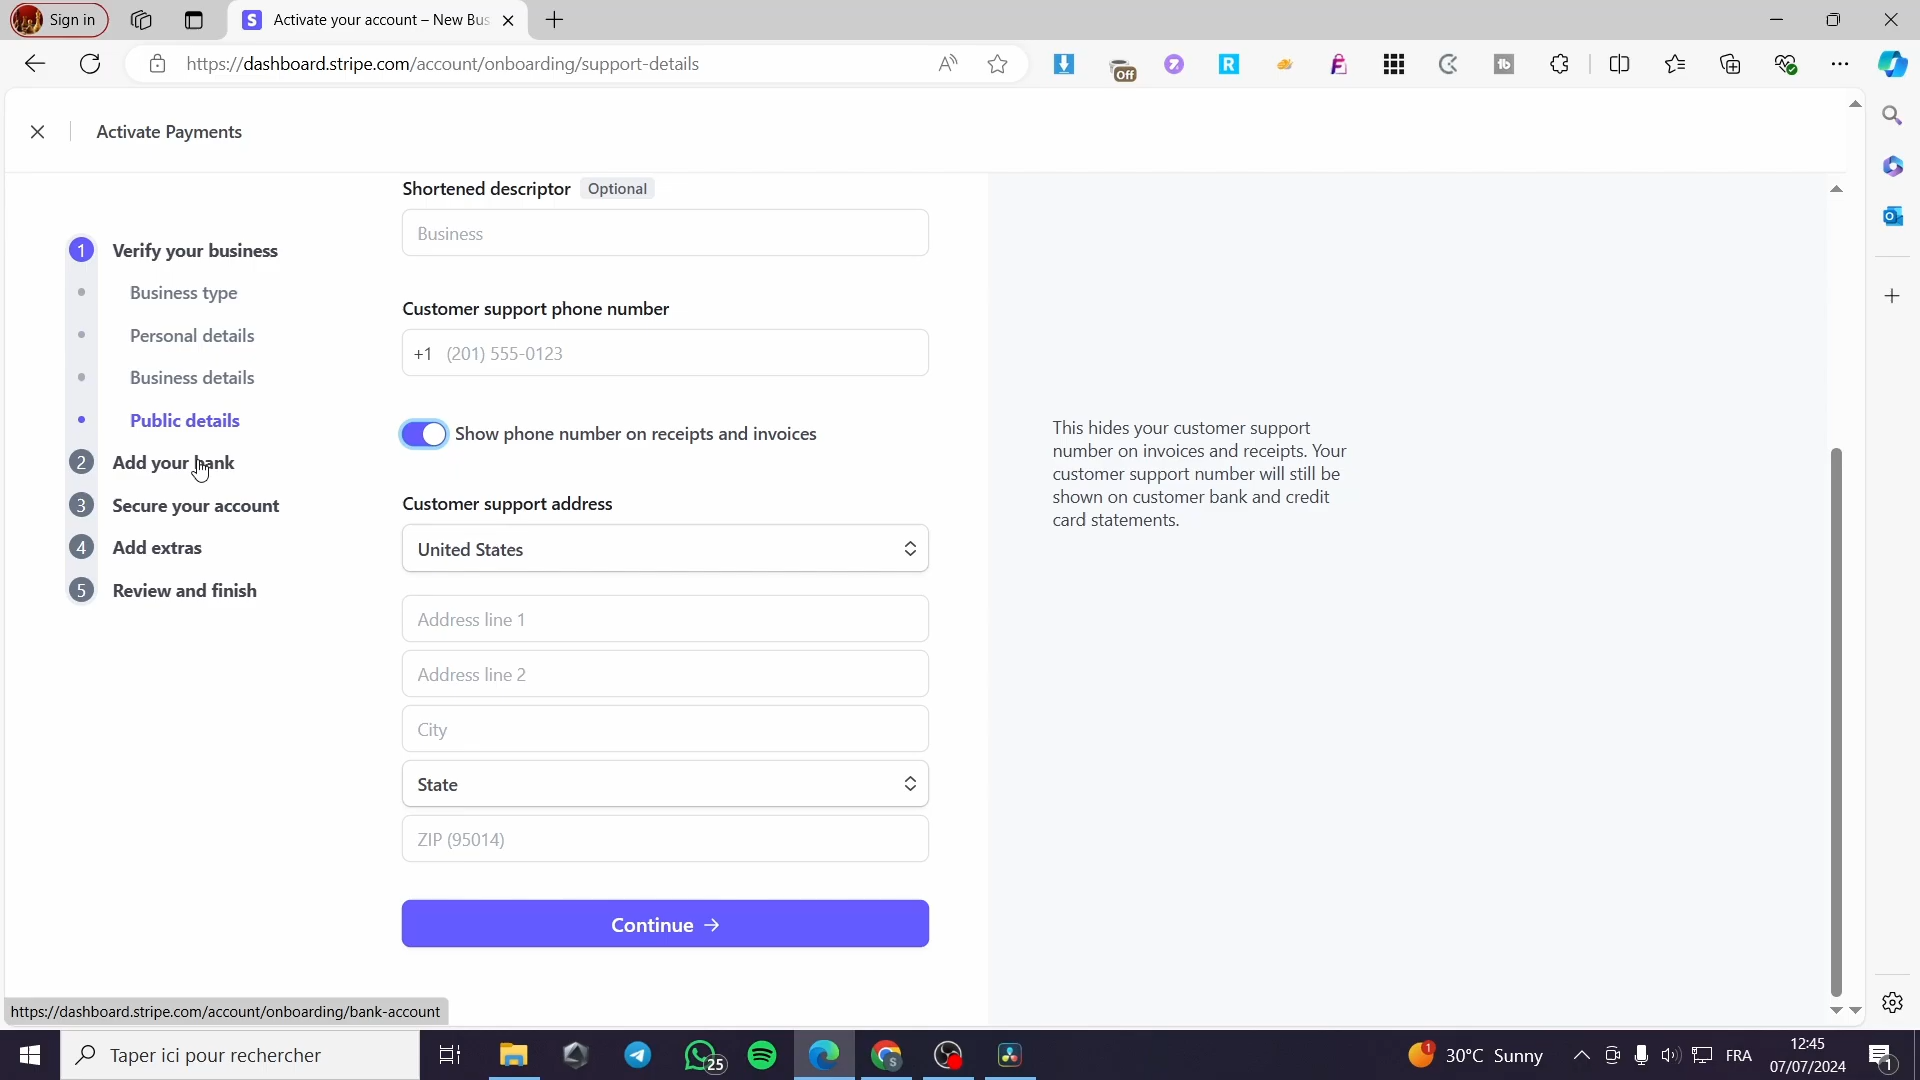 Sign in
Activate your account – New Bus
https://dashboard.stripe.com/account/onboarding/support-details
Off
Activate Payments
Shortened descriptor Optional
Business
1 Verify your business
Business type
Personal details
Business details
Public details
2 Add your bank
3 Secure your account
4 Add extras
5 Review and finish
Customer support phone number
+1 (201) 555-0123
Show phone number on receipts and invoices
Customer support address
United States
Address line 1
Address line 2
City
State
ZIP (95014)
Continue →
This hides your customer support
number on invoices and receipts. Your
customer support number will still be
shown on customer bank and credit
card statements.
https://dashboard.stripe.com/account/onboarding/bank-account
Taper ici pour rechercher
25
1
30°C Sunny
FRA
12:45
07/07/2024
1